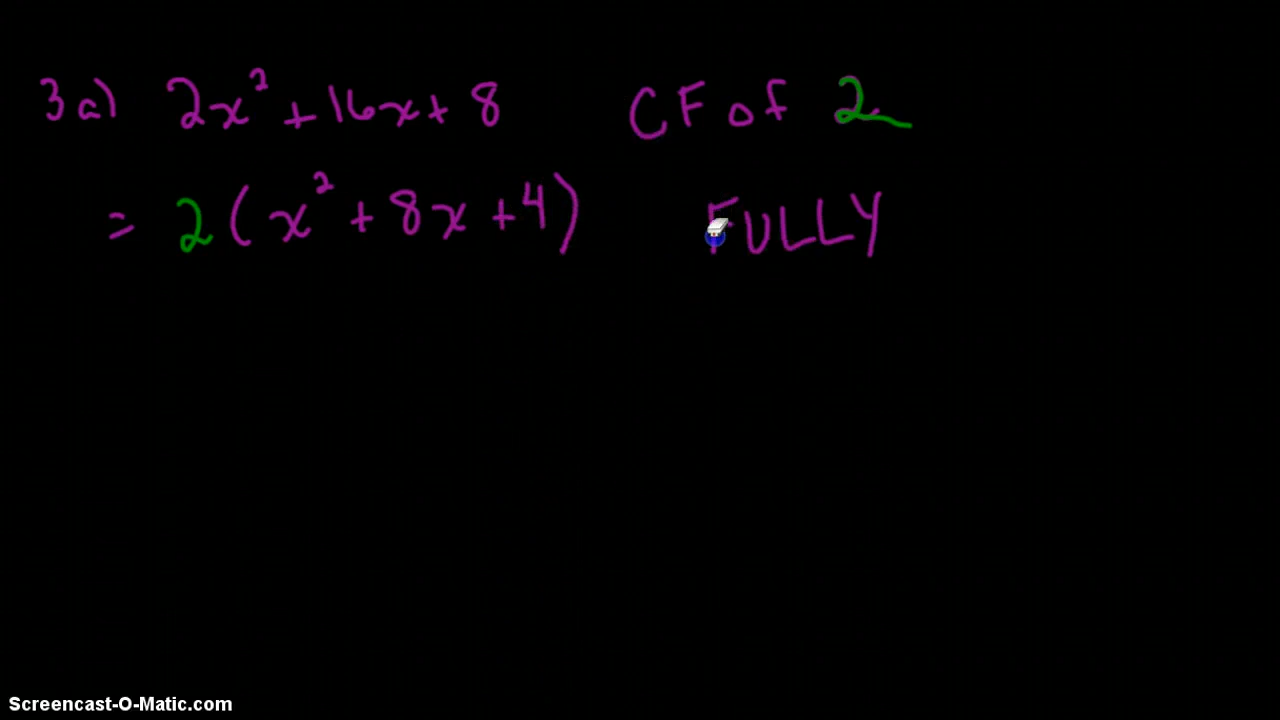 3a) 2x² + 16x + 8 CF of 2
= 2(x² + 8x + 4) FULLY
Screencast-O-Matic.com